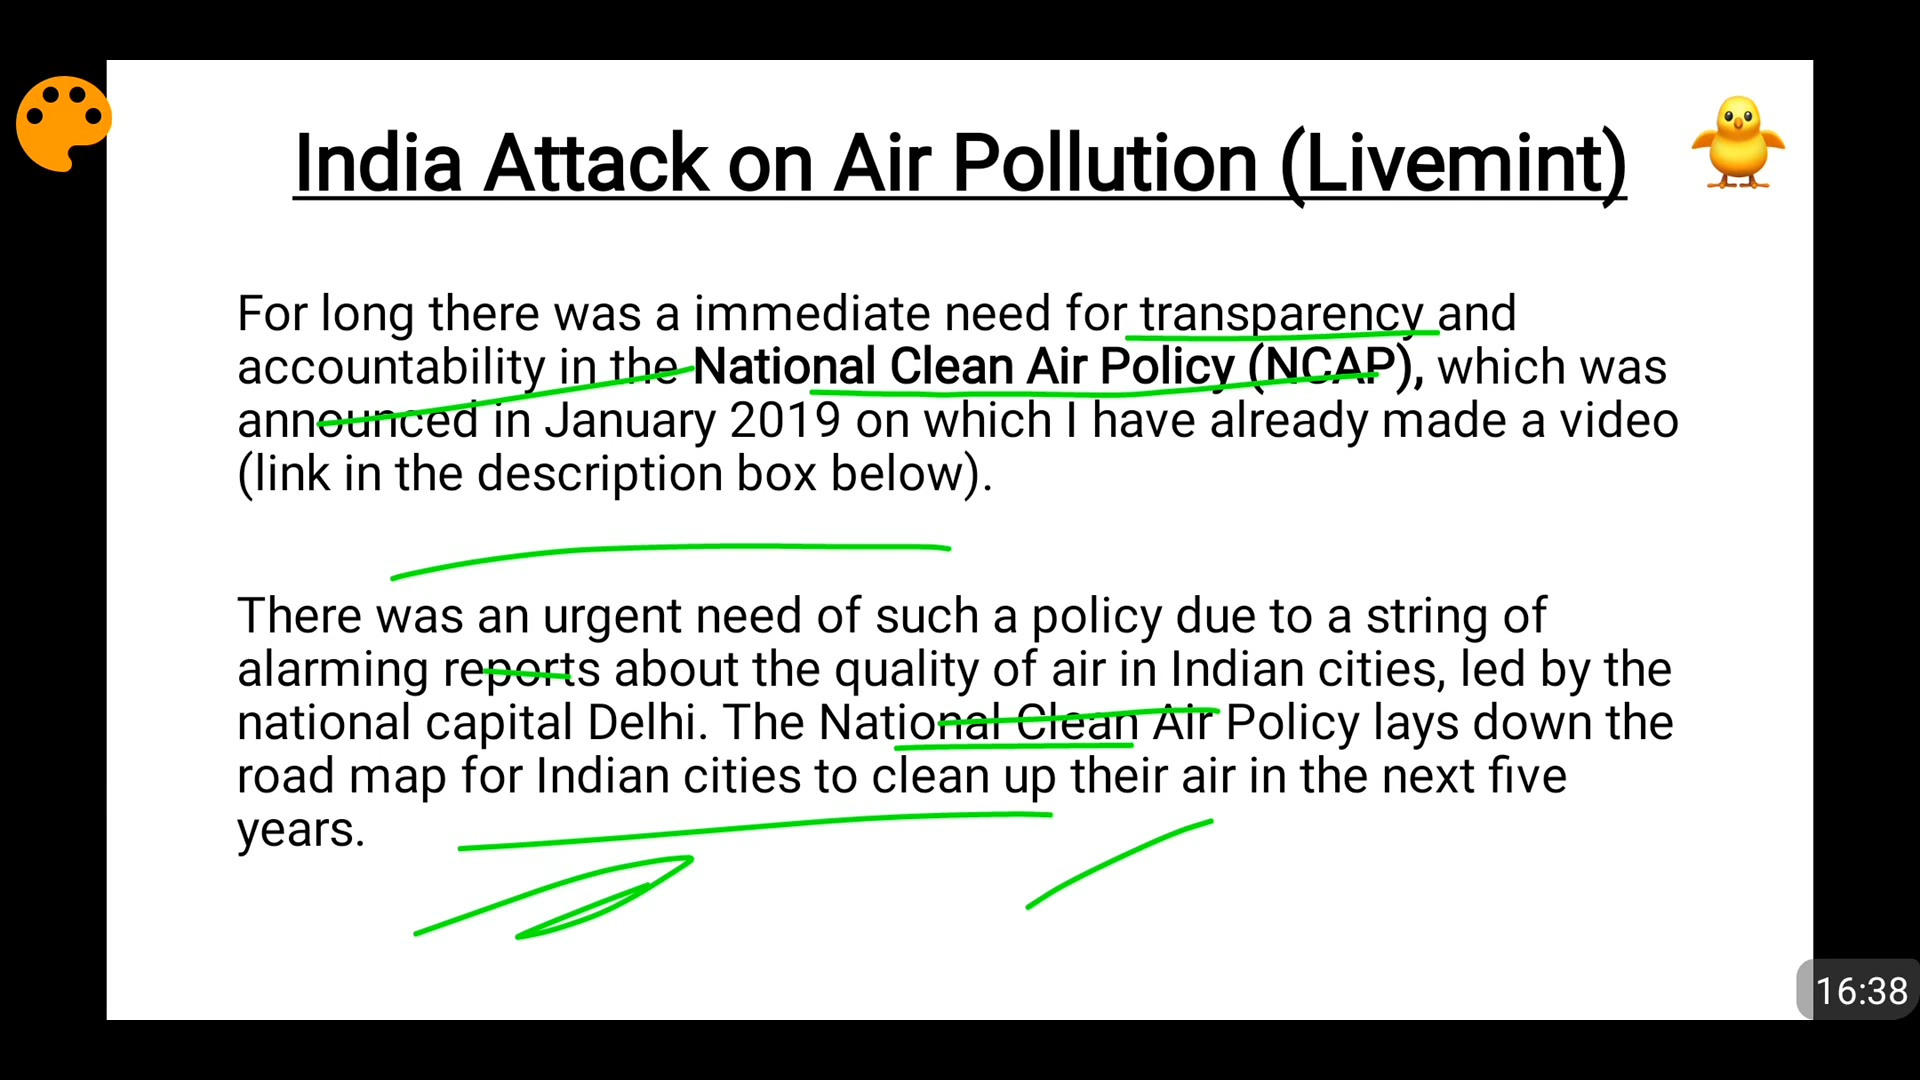 India Attack on Air Pollution (Livemint)
For long there was a immediate need for transparency and
accountability in the National Clean Air Policy (NCAP), which was
announced in January 2019 on which I have already made a video
(link in the description box below).
There was an urgent need of such a policy due to a string of
alarming reports about the quality of air in Indian cities, led by the
national capital Delhi. The National Clean Air Policy lays down the
road map for Indian cities to clean up their air in the next five
years.
16:38